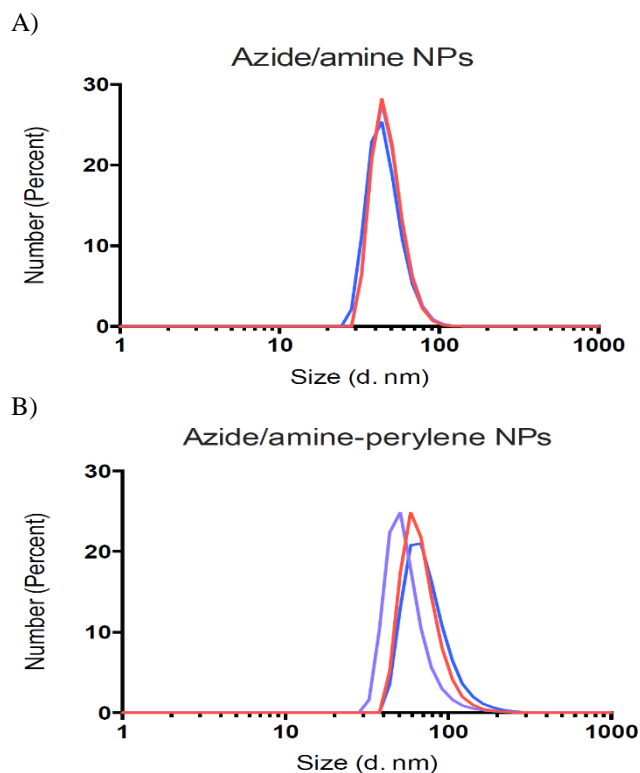 A)
Azide/amine NPs
Number (Percent)
30
20
10
0
1 10 100 1000
Size (d. nm)
B)
Azide/amine-perylene NPs
Number (Percent)
30
20
10
0
1 10 100 1000
Size (d. nm)